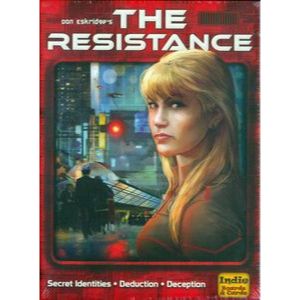 Don Eskridge's
THE
RESISTANCE
Secret Identities • Deduction • Deception
Indie
Boards &
Cards